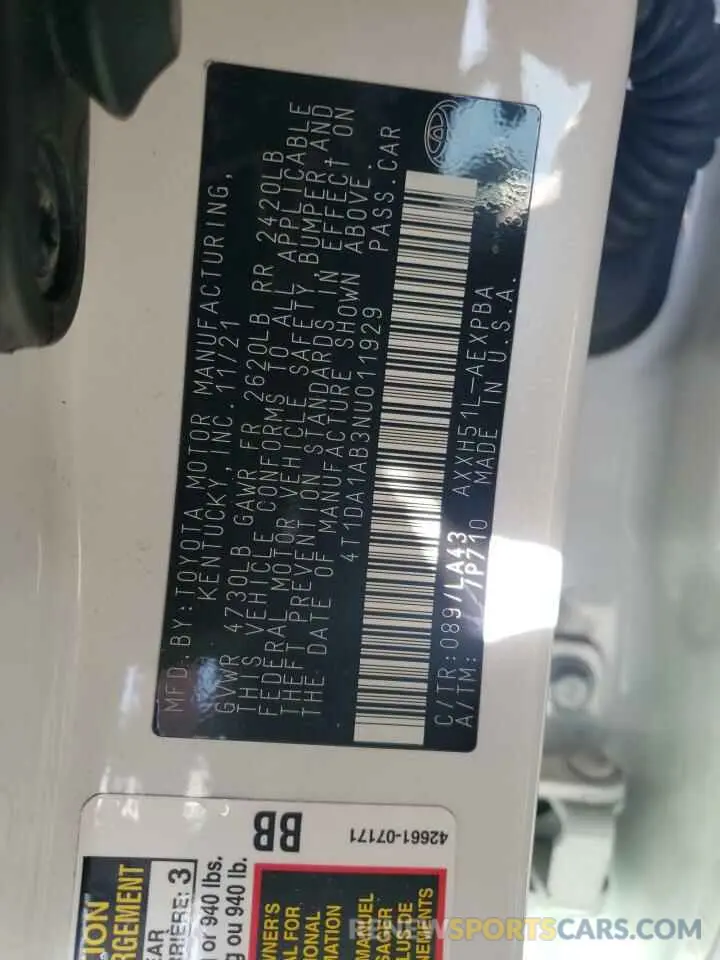 MFD.BY:TOYOTA MOTOR MANUFACTURING,
KENTUCKY, INC. 11/21
GVWR 4730LB GAWR FR 2620LB RR 2420LB
THIS VEHICLE CONFORMS TO ALL APPLICABLE
FEDERAL MOTOR VEHICLE SAFETY, BUMPER, AND
THEFT PREVENTION STANDARDS IN EFFECT ON
THE DATE OF MANUFACTURE SHOWN ABOVE.
4T1DA1AB3NU011929 PASS.CAR
C/TR:089/LA43 AXXH51L-AEXPBA
A/TM: 7P710 MADE IN U.S.A.
BB
42661-07171
3
or 940 lbs.
ou 940 lb.
RENEWSPORTSCARS.COM